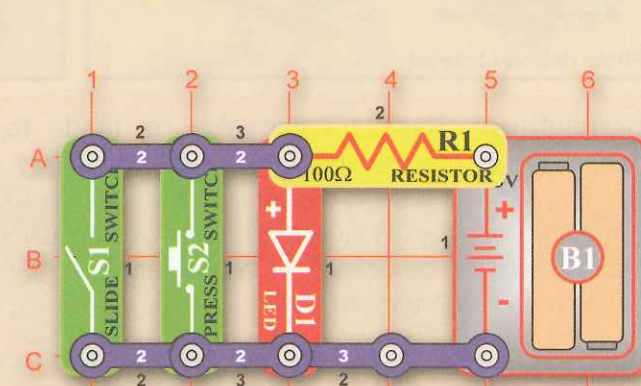 1 2 3 4 5 6
2 3 2
A 2 2 R1
100Ω RESISTOR
V
+ +
B S1 SLIDE SWITCH 1 S2 PRESS SWITCH 1 D1 LED 1 1 B1
-
C 2 2 3
2 3 2